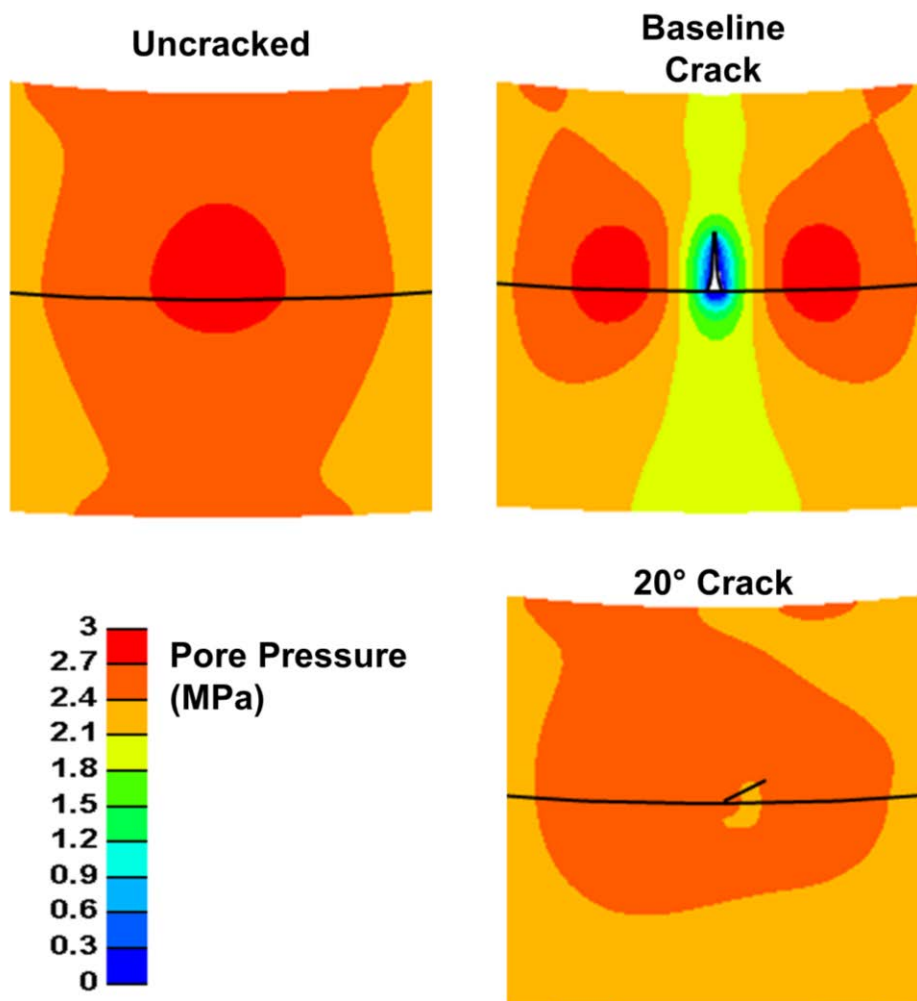 Uncracked
Baseline
Crack
20° Crack
3
2.7
2.4
2.1
1.8
1.5
1.2
0.9
0.6
0.3
0
Pore Pressure
(MPa)